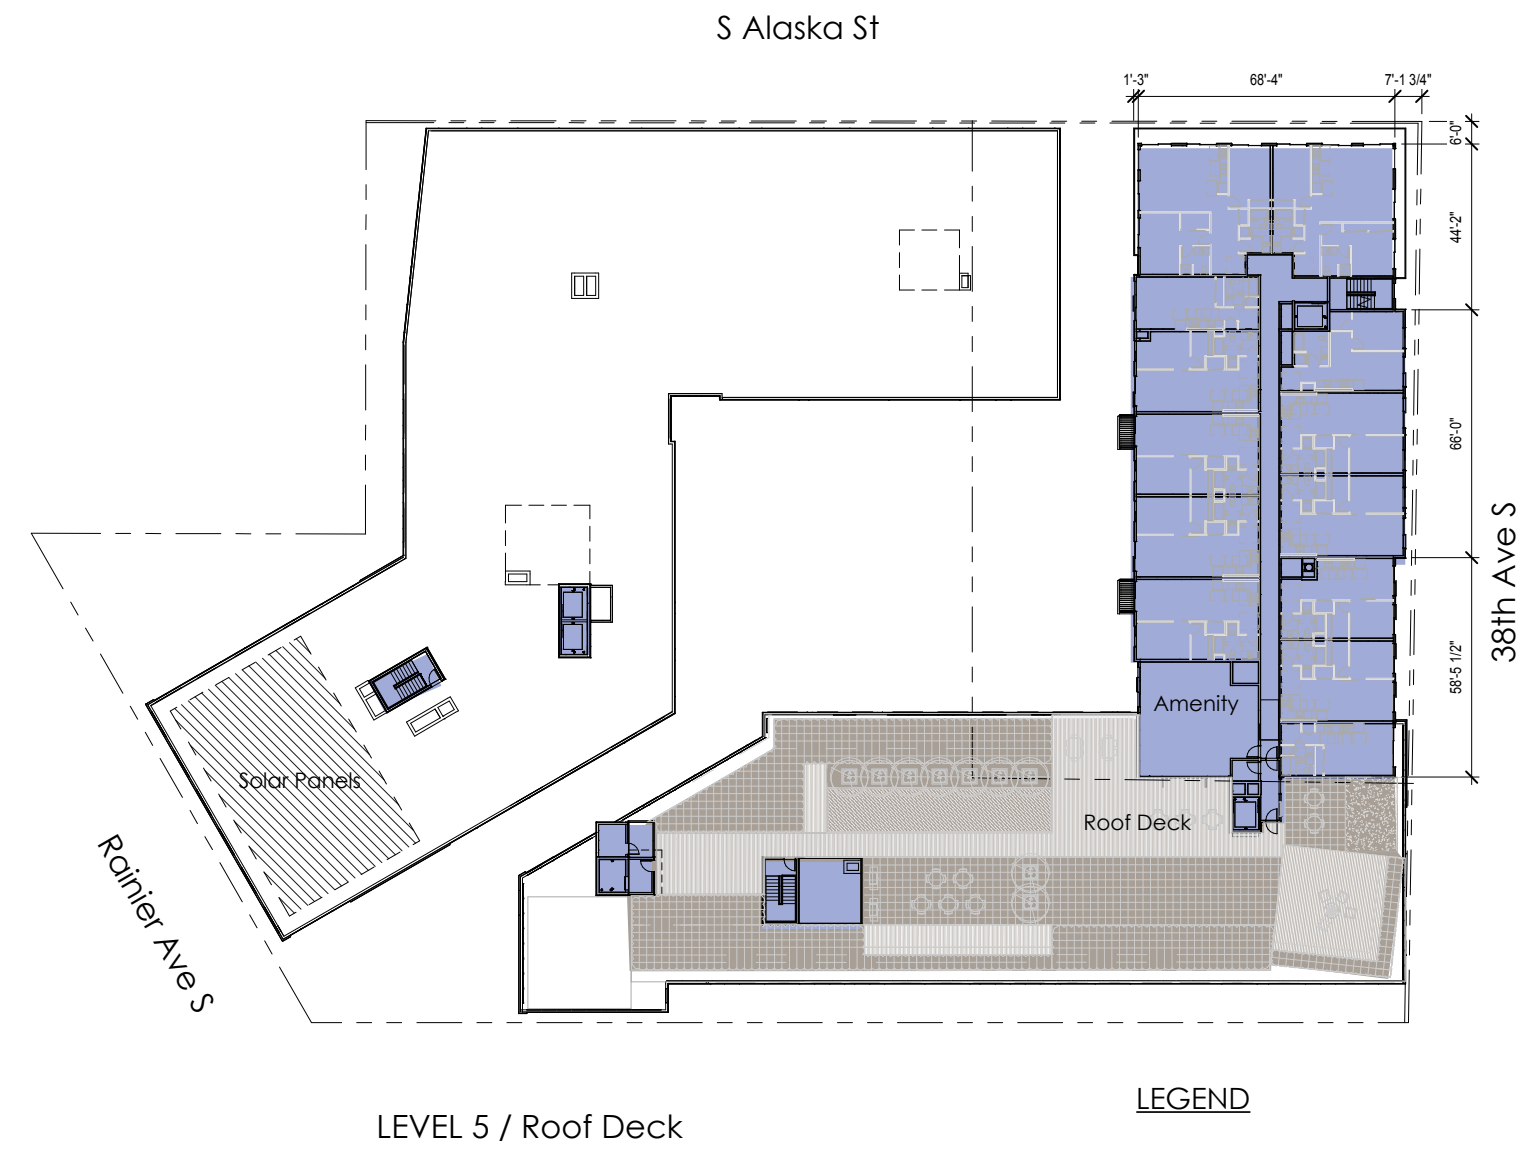 S Alaska St
1'-3" 68'-4" 7'-1 3/4"
6'-0"
44'-2"
66'-0"
38th Ave S
58'-5 1/2"
Amenity
Solar Panels
Roof Deck
Rainier Ave S
LEGEND
LEVEL 5 / Roof Deck